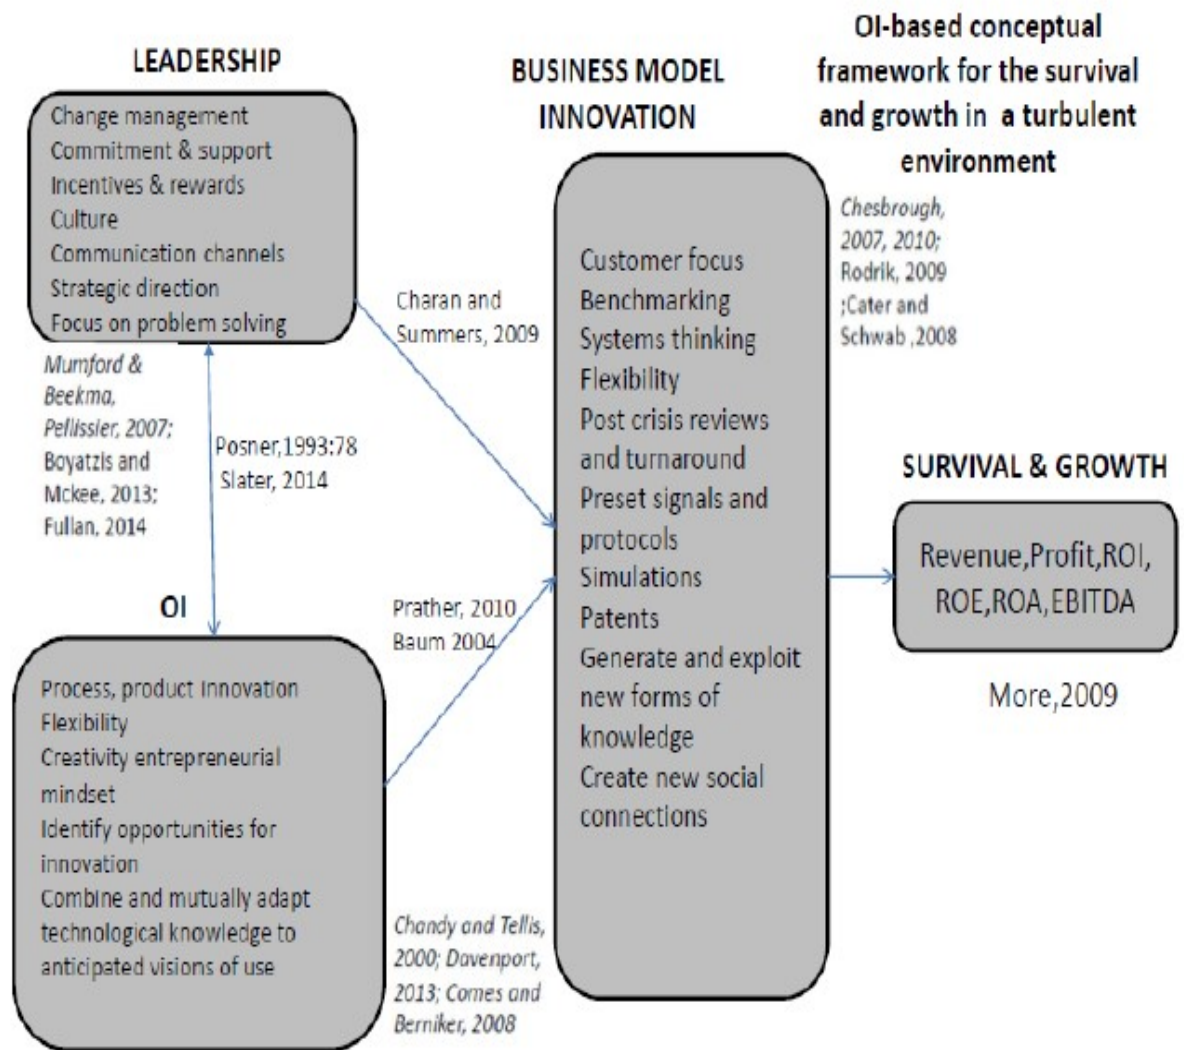 LEADERSHIP
Change management
Commitment & support
Incentives & rewards
Culture
Communication channels
Strategic direction
Focus on problem solving
Mumford &
Beekma,
Pellissier, 2007;
Boyatzis and
Mckee, 2013;
Fullan, 2014
Posner,1993:78
Slater, 2014
OI
Process, product Innovation
Flexibility
Creativity entrepreneurial
mindset
Identify opportunities for
innovation
Combine and mutually adapt
technological knowledge to
anticipated visions of use
Charan and
Summers, 2009
Prather, 2010
Baum 2004
Chandy and Tellis,
2000; Davenport,
2013; Comes and
Berniker, 2008
BUSINESS MODEL
INNOVATION
Customer focus
Benchmarking
Systems thinking
Flexibility
Post crisis reviews
and turnaround
Preset signals and
protocols
Simulations
Patents
Generate and exploit
new forms of
knowledge
Create new social
connections
OI-based conceptual
framework for the survival
and growth in a turbulent
environment
Chesbrough,
2007, 2010;
Rodrik, 2009
;Cater and
Schwab ,2008
SURVIVAL & GROWTH
Revenue,Profit,ROI,
ROE,ROA,EBITDA
More,2009